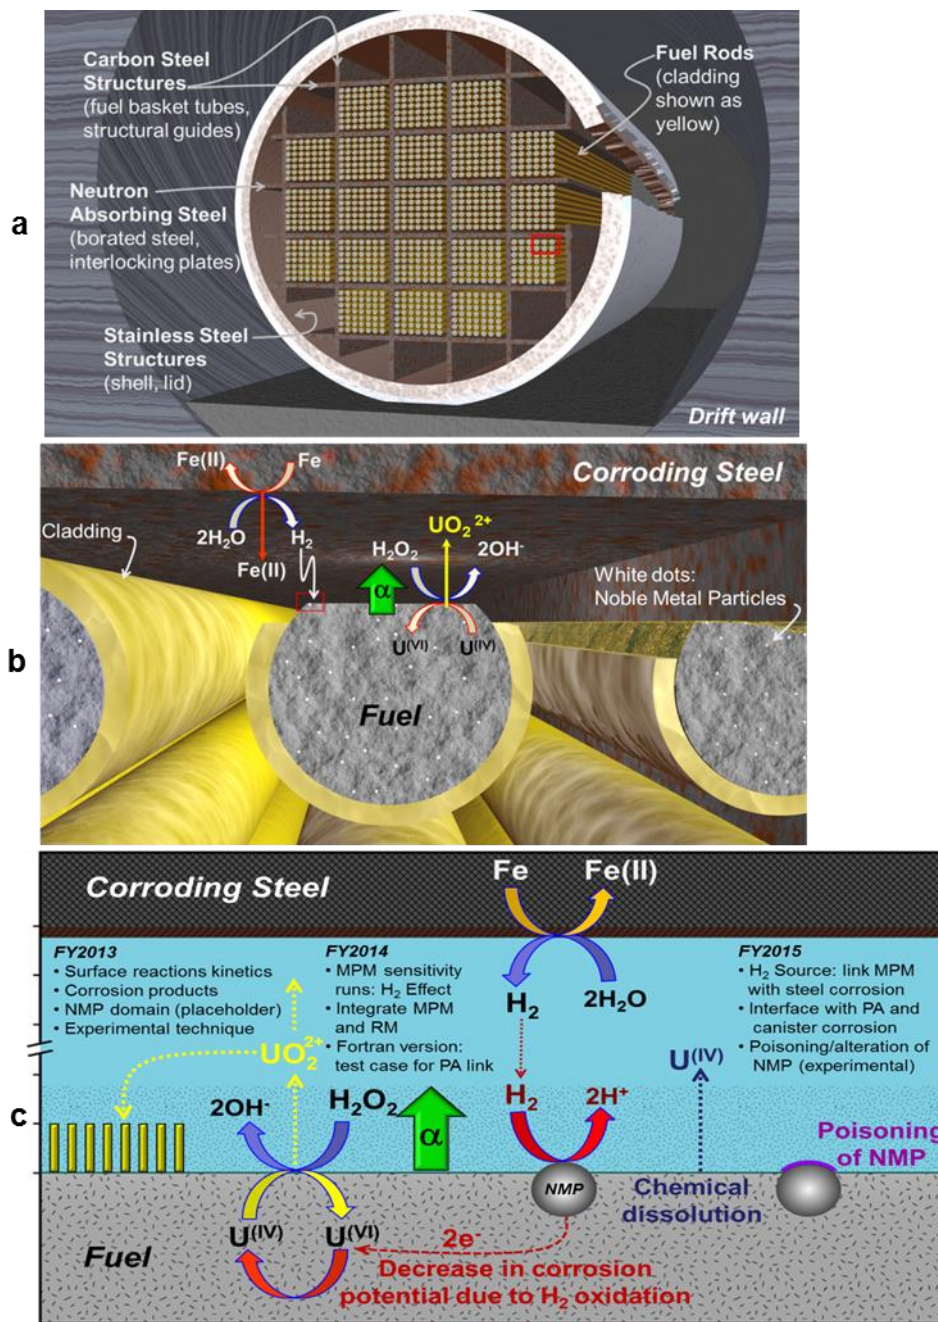 a
Carbon Steel
Structures
(fuel basket tubes,
structural guides)
Fuel Rods
(cladding
shown as
yellow)
Neutron
Absorbing Steel
(borated steel,
interlocking plates)
Stainless Steel
Structures
(shell, lid)
Drift wall
b
Fe(II) Fe
Corroding Steel
Cladding
2H₂O H₂
Fe(II)
UO₂ ²⁺
H₂O₂ 2OH⁻
α
White dots:
Noble Metal Particles
U(VI) U(IV)
Fuel
c
Corroding Steel
Fe Fe(II)
FY2013
• Surface reactions kinetics
• Corrosion products
• NMP domain (placeholder)
• Experimental technique
FY2014
• MPM sensitivity
runs: H₂ Effect
• Integrate MPM
and RM
• Fortran version:
test case for PA link
H₂ 2H₂O
FY2015
• H₂ Source: link MPM
with steel corrosion
• Interface with PA and
canister corrosion
• Poisoning/alteration of
NMP (experimental)
UO₂²⁺
U(IV)
2OH⁻ H₂O₂
α
H₂ 2H⁺
Poisoning
of NMP
NMP
Chemical
dissolution
U(IV) U(VI)
2e⁻
Fuel
Decrease in corrosion
potential due to H₂ oxidation